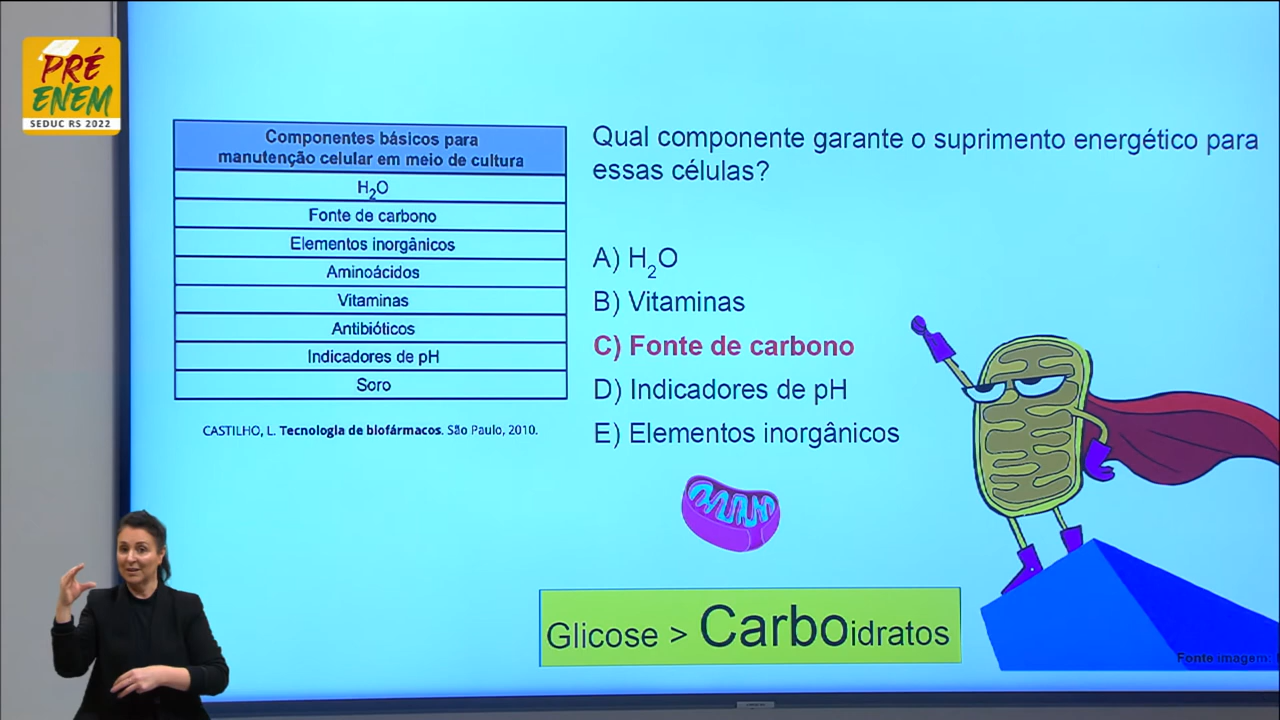 PRÉ
ENEM
SEDUC RS 2022
Componentes básicos para
manutenção celular em meio de cultura
H₂O
Fonte de carbono
Elementos inorgânicos
Aminoácidos
Vitaminas
Antibióticos
Indicadores de pH
Soro
CASTILHO, L. Tecnologia de biofármacos. São Paulo, 2010.
Qual componente garante o suprimento energético para
essas células?
A) H₂O
B) Vitaminas
C) Fonte de carbono
D) Indicadores de pH
E) Elementos inorgânicos
Glicose > Carboidratos
Fonte imagem: